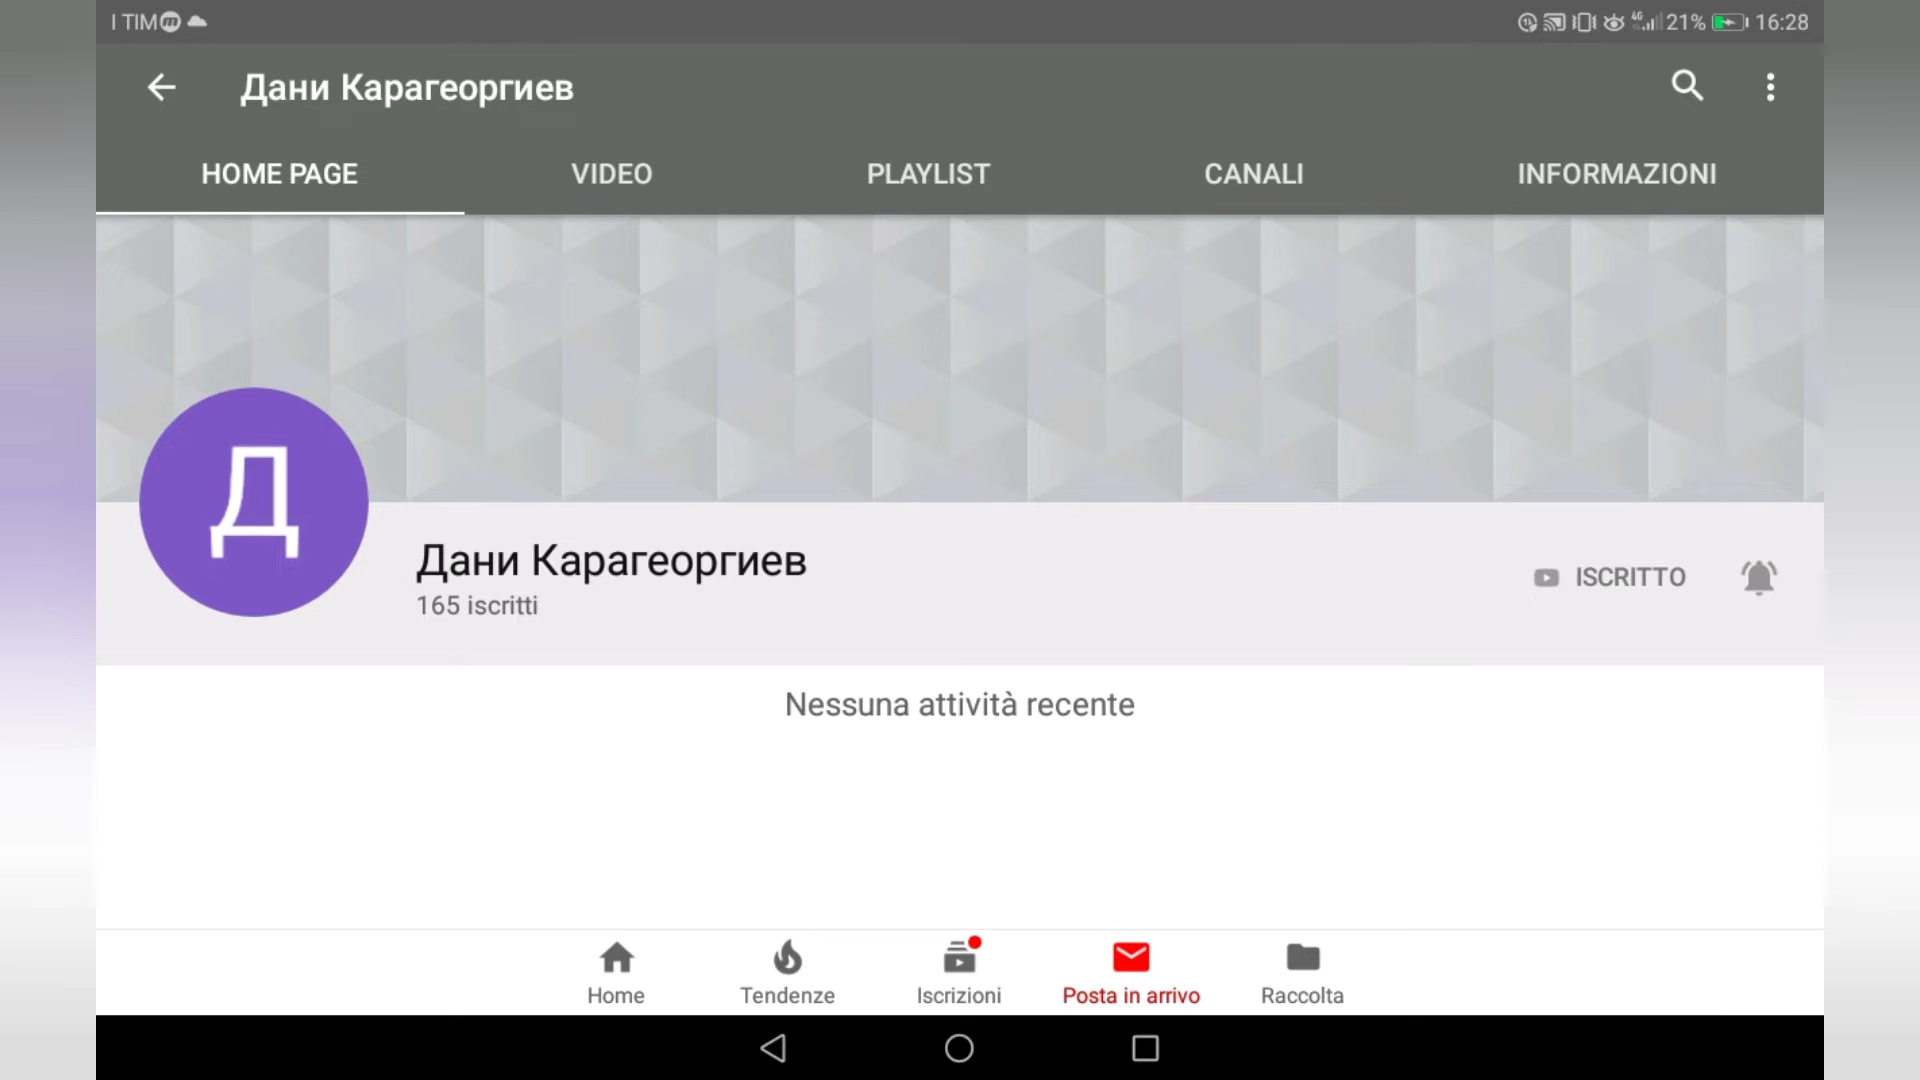 I TIM 4G 21% 16:28
Дани Карагеоргиев
HOME PAGE VIDEO PLAYLIST CANALI INFORMAZIONI
Д
Дани Карагеоргиев
165 iscritti
ISCRITTO
Nessuna attività recente
Home Tendenze Iscrizioni Posta in arrivo Raccolta